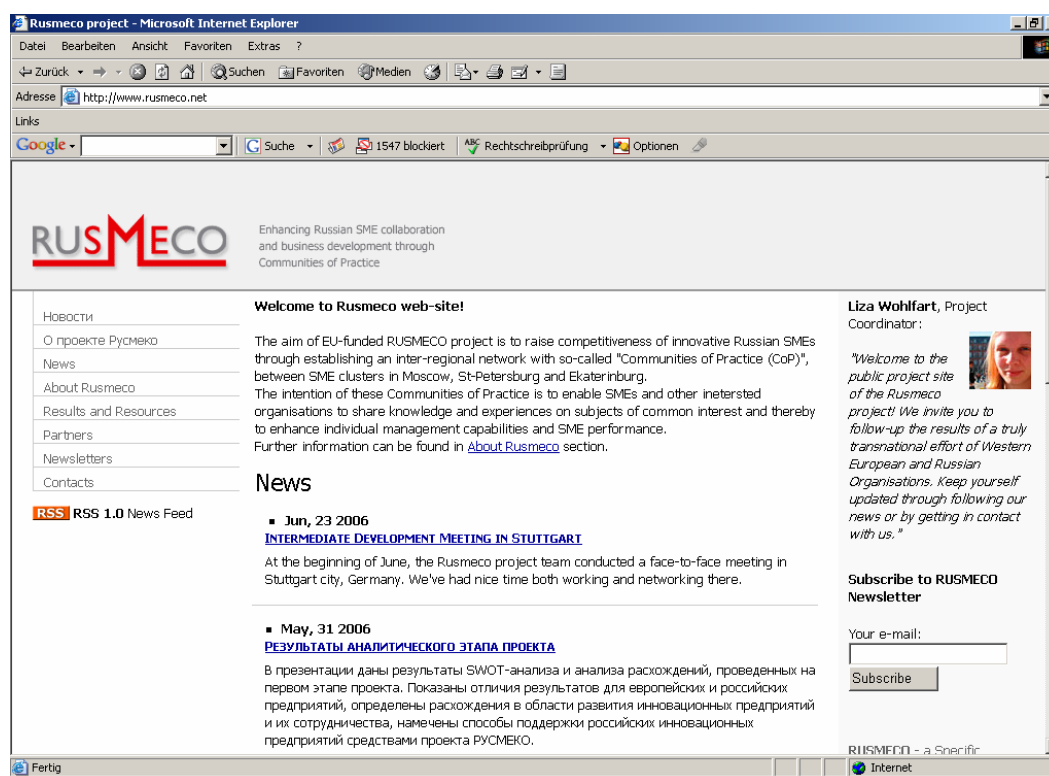 Rusmeco project - Microsoft Internet Explorer
Datei Bearbeiten Ansicht Favoriten Extras ?
Zurück Suchen Favoriten Medien
Adresse http://www.rusmeco.net
Links
Google Suche 1547 blockiert ABC Rechtschreibprüfung Optionen
RUSMECO
Enhancing Russian SME collaboration
and business development through
Communities of Practice
Новости
О проекте Русмеко
News
About Rusmeco
Results and Resources
Partners
Newsletters
Contacts
RSS RSS 1.0 News Feed
Welcome to Rusmeco web-site!
The aim of EU-funded RUSMECO project is to raise competitiveness of innovative Russian SMEs
through establishing an inter-regional network with so-called "Communities of Practice (CoP)",
between SME clusters in Moscow, St-Petersburg and Ekaterinburg.
The intention of these Communities of Practice is to enable SMEs and other inetersted
organisations to share knowledge and experiences on subjects of common interest and thereby
to enhance individual management capabilities and SME performance.
Further information can be found in About Rusmeco section.
News
▪ Jun, 23 2006
Intermediate Development Meeting in Stuttgart
At the beginning of June, the Rusmeco project team conducted a face-to-face meeting in
Stuttgart city, Germany. We've had nice time both working and networking there.
▪ May, 31 2006
Результаты аналитического этапа проекта
В презентации даны результаты SWOT-анализа и анализа расхождений, проведенных на
первом этапе проекта. Показаны отличия результатов для европейских и российских
предприятий, определены расхождения в области развития инновационных предприятий
и их сотрудничества, намечены способы поддержки российских инновационных
предприятий средствами проекта РУСМЕКО.
Liza Wohlfart, Project
Coordinator:
"Welcome to the
public project site
of the Rusmeco
project! We invite you to
follow-up the results of a truly
transnational effort of Western
European and Russian
Organisations. Keep yourself
updated through following our
news or by getting in contact
with us."
Subscribe to RUSMECO
Newsletter
Your e-mail:
Subscribe
RUSMECO - a Specific
Fertig Internet